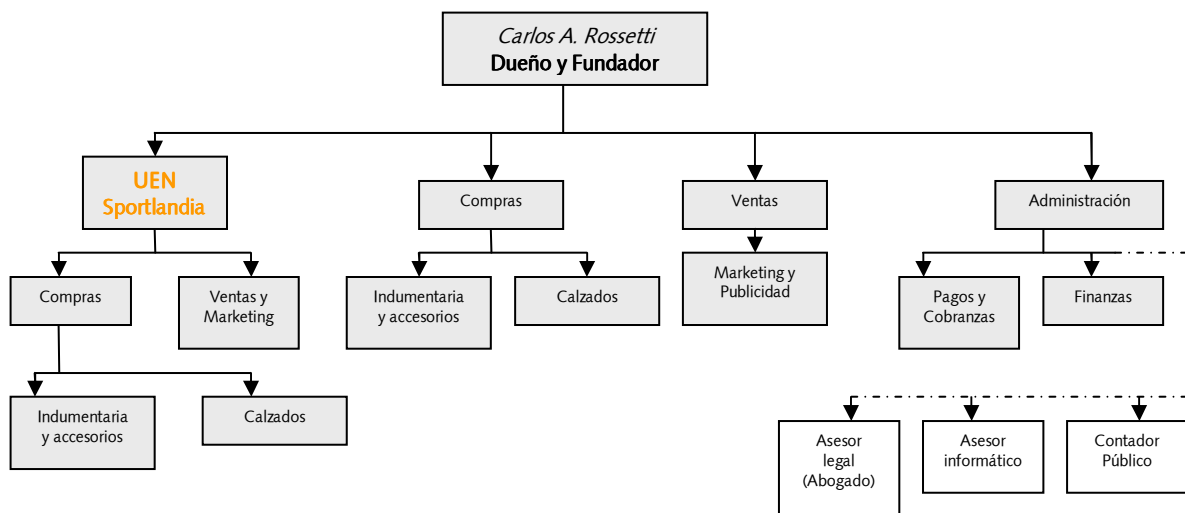 Carlos A. Rossetti
Dueño y Fundador
UEN
Sportlandia
Compras
Ventas
Administración
Compras
Ventas y
Marketing
Indumentaria
y accesorios
Calzados
Marketing y
Publicidad
Pagos y
Cobranzas
Finanzas
Indumentaria
y accesorios
Calzados
Asesor
legal
(Abogado)
Asesor
informático
Contador
Público